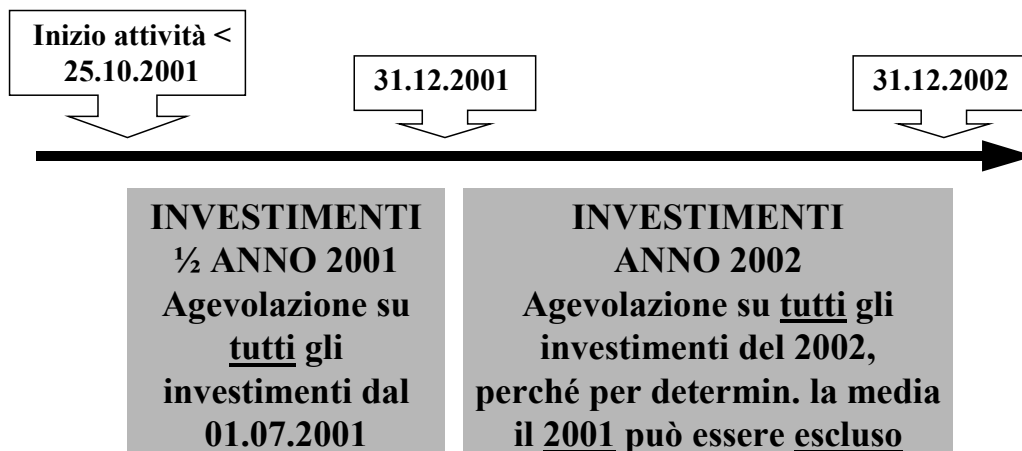 Inizio attività <
25.10.2001
31.12.2001
31.12.2002
INVESTIMENTI
½ ANNO 2001
Agevolazione su
tutti gli
investimenti dal
01.07.2001
INVESTIMENTI
ANNO 2002
Agevolazione su tutti gli
investimenti del 2002,
perché per determin. la media
il 2001 può essere escluso